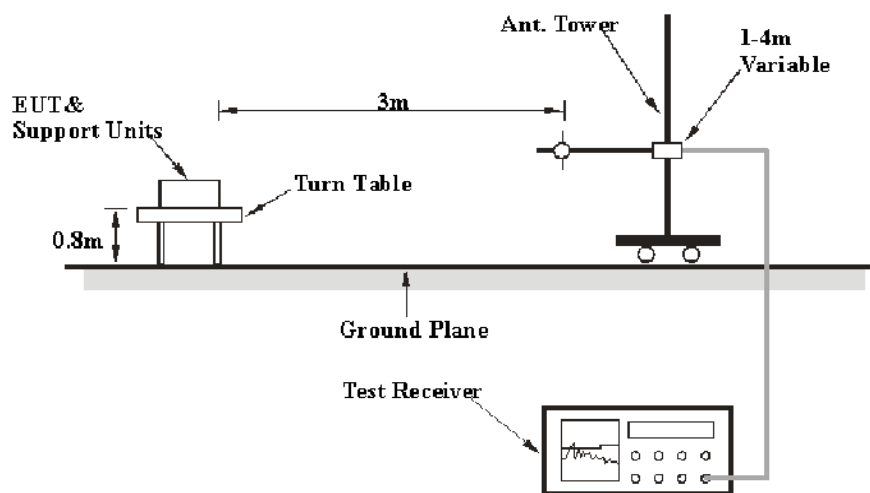 Ant. Tower
1-4m
Variable
EUT&
Support Units
3m
Turn Table
0.8m
Ground Plane
Test Receiver